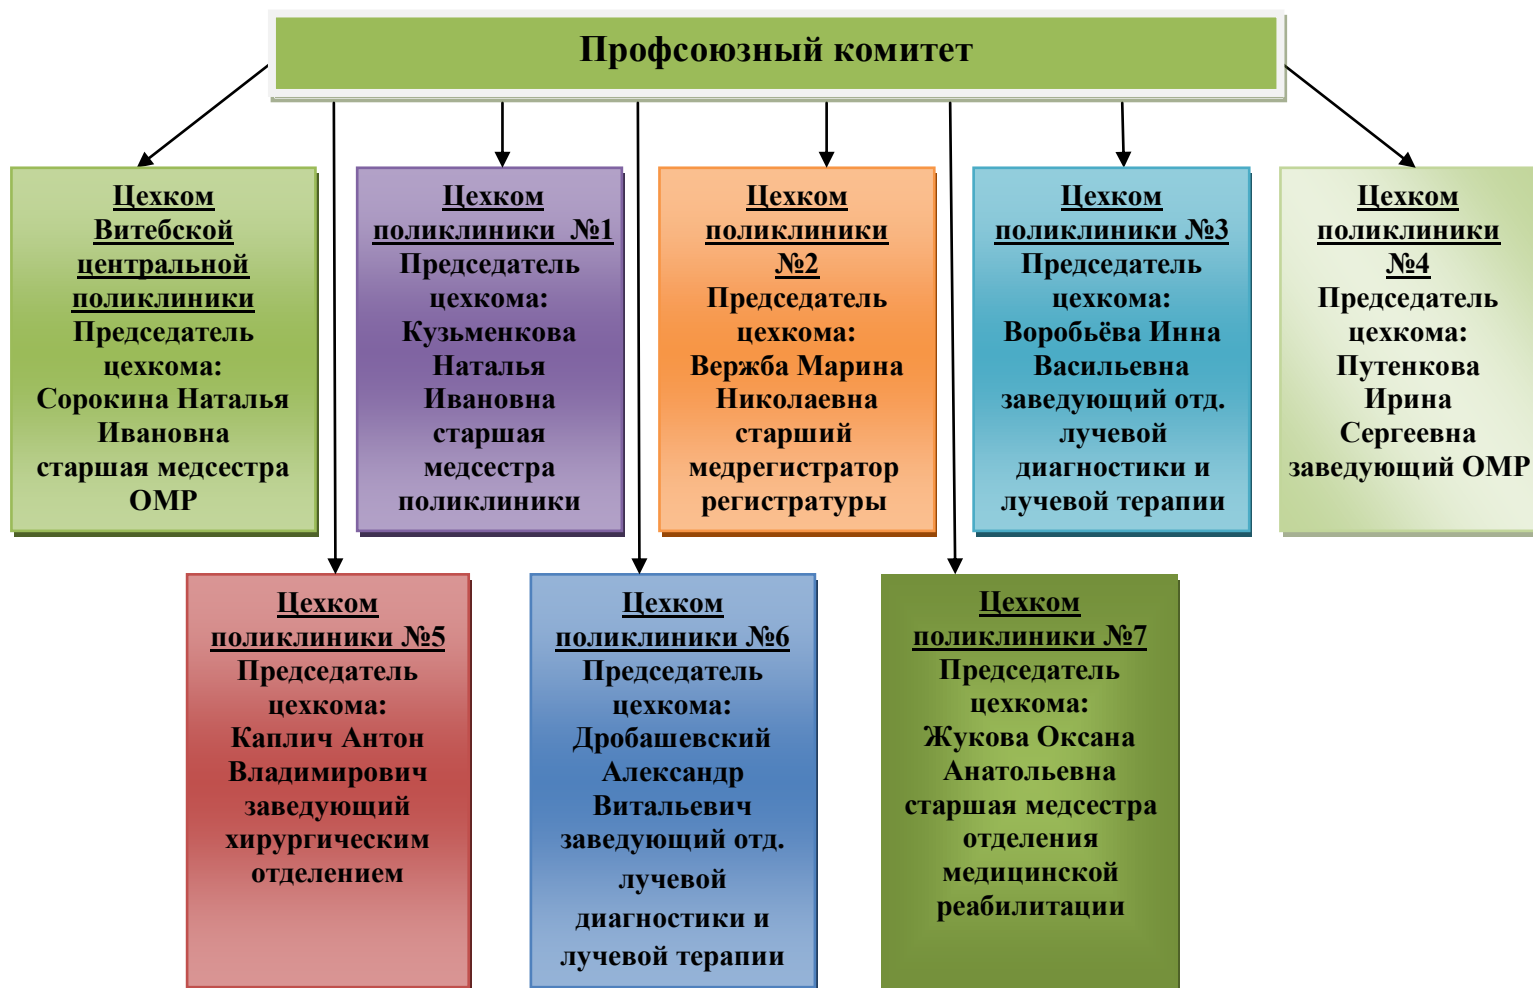 Профсоюзный комитет
Цехком
Витебской
центральной
поликлиники
Председатель
цехкома:
Сорокина Наталья
Ивановна
старшая медсестра
ОМР
Цехком
поликлиники №1
Председатель
цехкома:
Кузьменкова
Наталья
Ивановна
старшая
медсестра
поликлиники
Цехком
поликлиники
№2
Председатель
цехкома:
Вержба Марина
Николаевна
старший
медрегистратор
регистратуры
Цехком
поликлиники №3
Председатель
цехкома:
Воробьёва Инна
Васильевна
заведующий отд.
лучевой
диагностики и
лучевой терапии
Цехком
поликлиники
№4
Председатель
цехкома:
Путенкова
Ирина
Сергеевна
заведующий ОМР
Цехком
поликлиники №5
Председатель
цехкома:
Каплич Антон
Владимирович
заведующий
хирургическим
отделением
Цехком
поликлиники №6
Председатель
цехкома:
Дробашевский
Александр
Витальевич
заведующий отд.
лучевой
диагностики и
лучевой терапии
Цехком
поликлиники №7
Председатель
цехкома:
Жукова Оксана
Анатольевна
старшая медсестра
отделения
медицинской
реабилитации